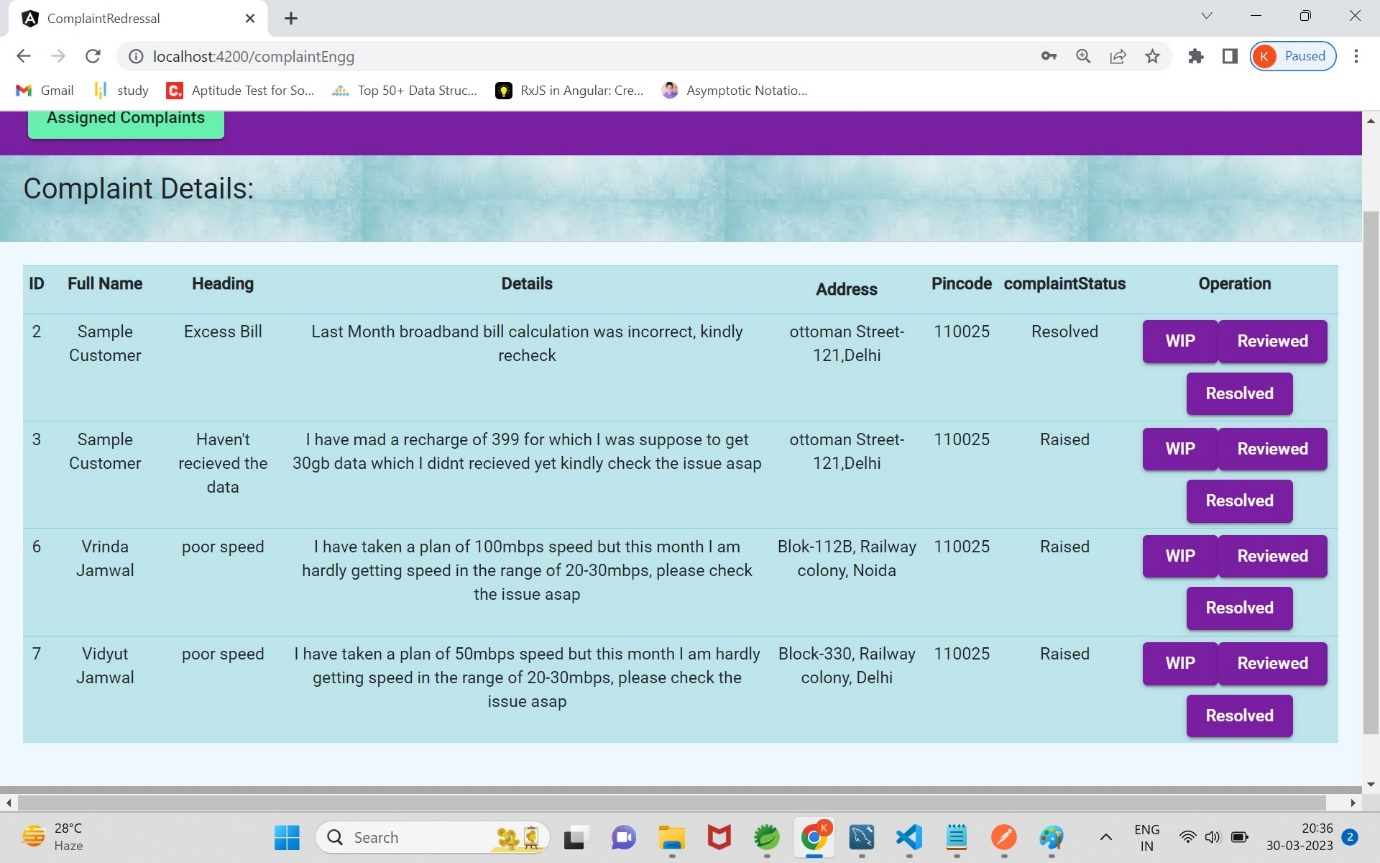 ComplaintRedressal
localhost:4200/complaintEngg
K Paused
Gmail study C. Aptitude Test for So... Top 50+ Data Struc... RxJS in Angular: Cre... Asymptotic Notatio...
Assigned Complaints
Complaint Details:
ID Full Name Heading Details Address Pincode complaintStatus Operation
2 Sample Excess Bill Last Month broadband bill calculation was incorrect, kindly ottoman Street- 110025 Resolved WIP Reviewed
Customer recheck 121,Delhi
Resolved
3 Sample Haven't I have mad a recharge of 399 for which I was suppose to get ottoman Street- 110025 Raised WIP Reviewed
Customer recieved the 30gb data which I didnt recieved yet kindly check the issue asap 121,Delhi
data
Resolved
6 Vrinda poor speed I have taken a plan of 100mbps speed but this month I am Blok-112B, Railway 110025 Raised WIP Reviewed
Jamwal hardly getting speed in the range of 20-30mbps, please check colony, Noida
the issue asap
Resolved
7 Vidyut poor speed I have taken a plan of 50mbps speed but this month I am hardly Block-330, Railway 110025 Raised WIP Reviewed
Jamwal getting speed in the range of 20-30mbps, please check the colony, Delhi
issue asap
Resolved
28°C
Haze
Search
K
ENG
IN
20:36
30-03-2023
2